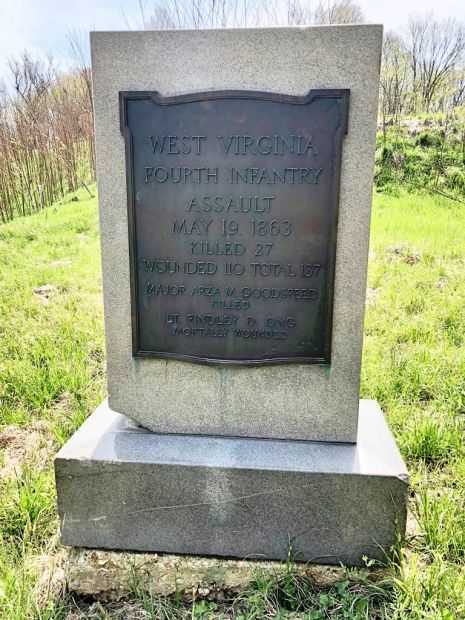 WEST VIRGINIA
FOURTH INFANTRY
ASSAULT
MAY 19, 1863
KILLED 27
WOUNDED 110 TOTAL 137
MAJOR ARZA M. GOODSPEED
KILLED
LT. FINDLEY D. ONG
MORTALLY WOUNDED